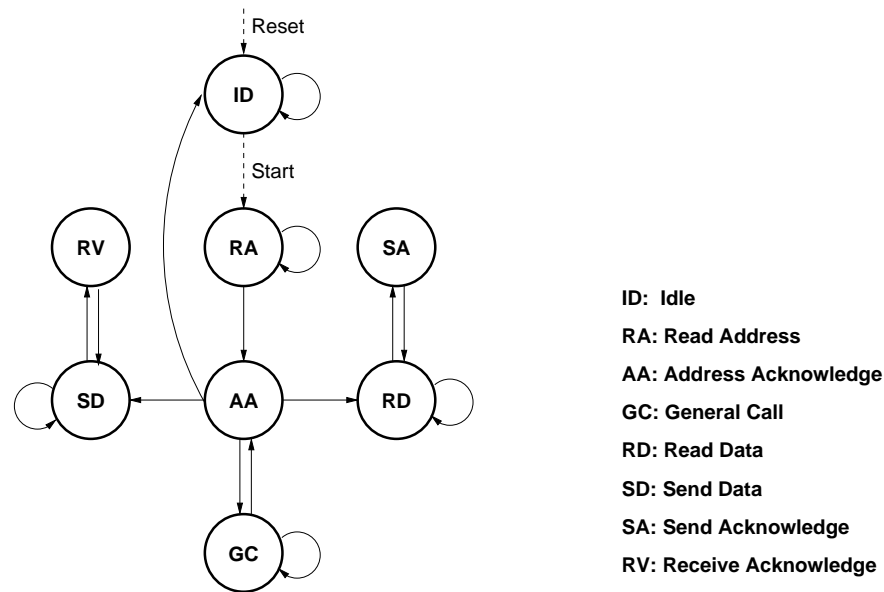 Reset
ID
Start
RV
RA
SA
SD
AA
RD
GC
ID: Idle
RA: Read Address
AA: Address Acknowledge
GC: General Call
RD: Read Data
SD: Send Data
SA: Send Acknowledge
RV: Receive Acknowledge